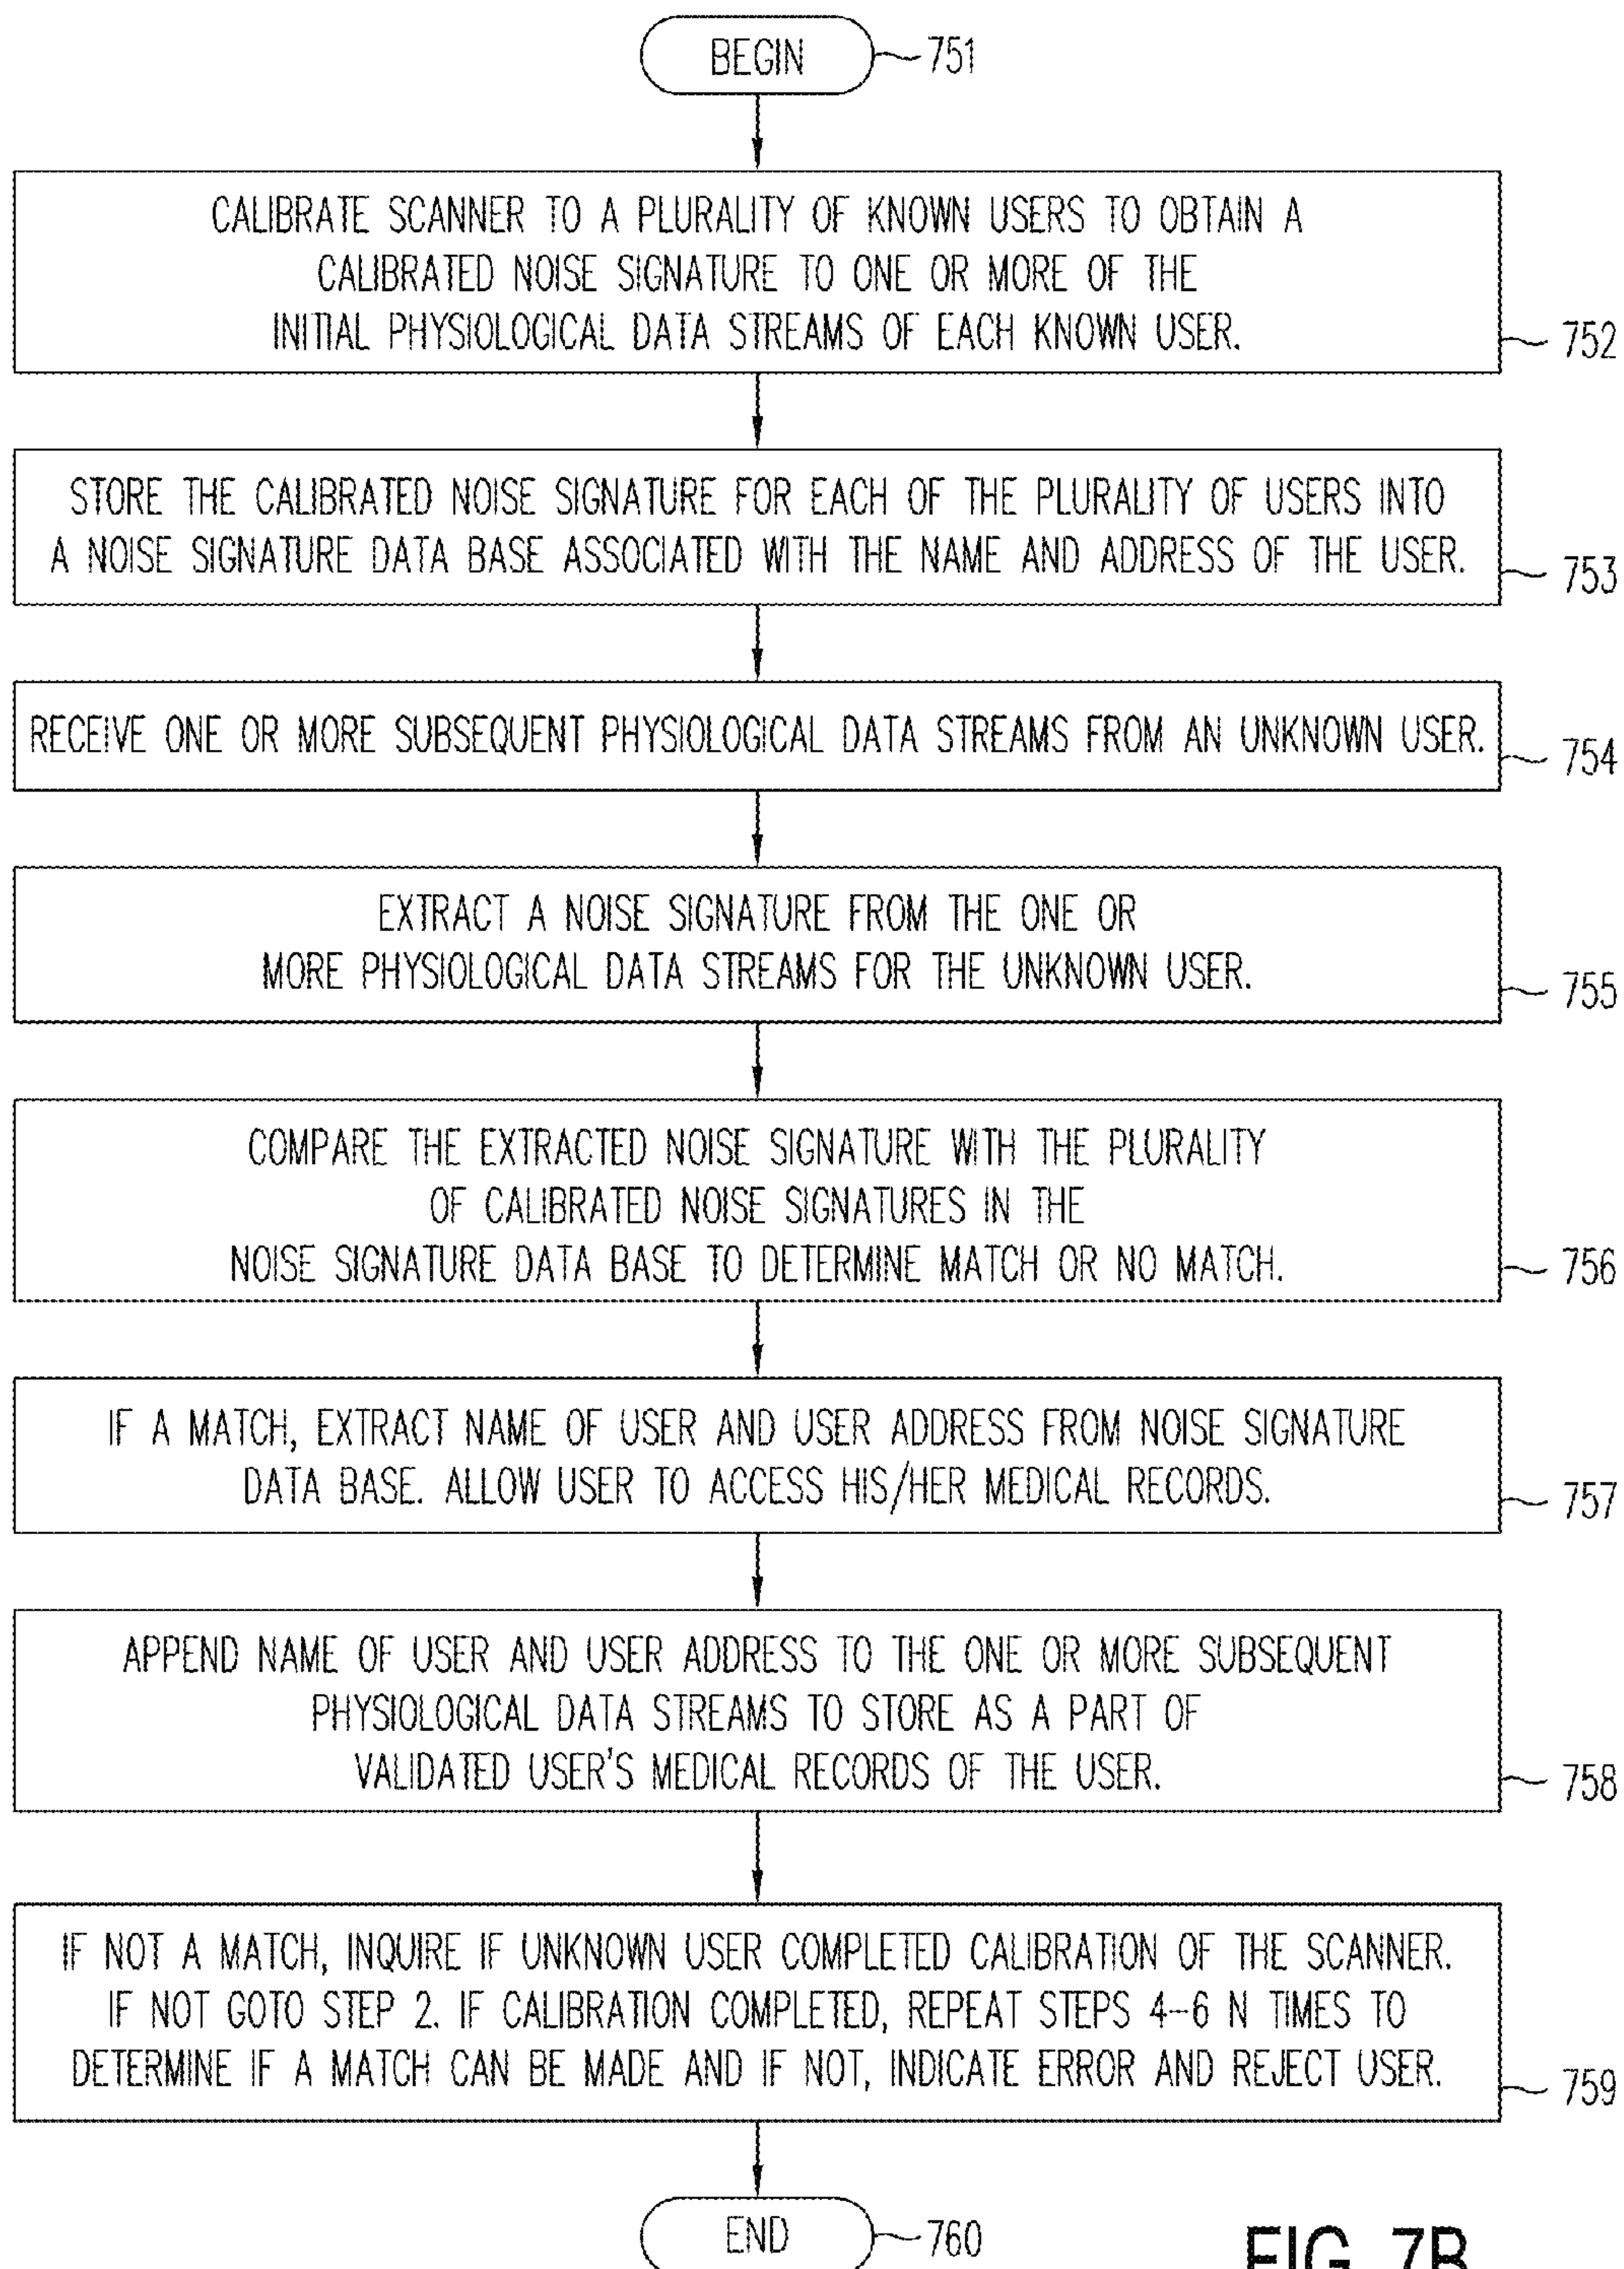 BEGIN
751
CALIBRATE SCANNER TO A PLURALITY OF KNOWN USERS TO OBTAIN A
CALIBRATED NOISE SIGNATURE TO ONE OR MORE OF THE
INITIAL PHYSIOLOGICAL DATA STREAMS OF EACH KNOWN USER.
752
STORE THE CALIBRATED NOISE SIGNATURE FOR EACH OF THE PLURALITY OF USERS INTO
A NOISE SIGNATURE DATA BASE ASSOCIATED WITH THE NAME AND ADDRESS OF THE USER.
753
RECEIVE ONE OR MORE SUBSEQUENT PHYSIOLOGICAL DATA STREAMS FROM AN UNKNOWN USER.
754
EXTRACT A NOISE SIGNATURE FROM THE ONE OR
MORE PHYSIOLOGICAL DATA STREAMS FOR THE UNKNOWN USER.
755
COMPARE THE EXTRACTED NOISE SIGNATURE WITH THE PLURALITY
OF CALIBRATED NOISE SIGNATURES IN THE
NOISE SIGNATURE DATA BASE TO DETERMINE MATCH OR NO MATCH.
756
IF A MATCH, EXTRACT NAME OF USER AND USER ADDRESS FROM NOISE SIGNATURE
DATA BASE. ALLOW USER TO ACCESS HIS/HER MEDICAL RECORDS.
757
APPEND NAME OF USER AND USER ADDRESS TO THE ONE OR MORE SUBSEQUENT
PHYSIOLOGICAL DATA STREAMS TO STORE AS A PART OF
VALIDATED USER'S MEDICAL RECORDS OF THE USER.
758
IF NOT A MATCH, INQUIRE IF UNKNOWN USER COMPLETED CALIBRATION OF THE SCANNER.
IF NOT GOTO STEP 2. IF CALIBRATION COMPLETED, REPEAT STEPS 4-6 N TIMES TO
DETERMINE IF A MATCH CAN BE MADE AND IF NOT, INDICATE ERROR AND REJECT USER.
759
END
760
FIG. 7B